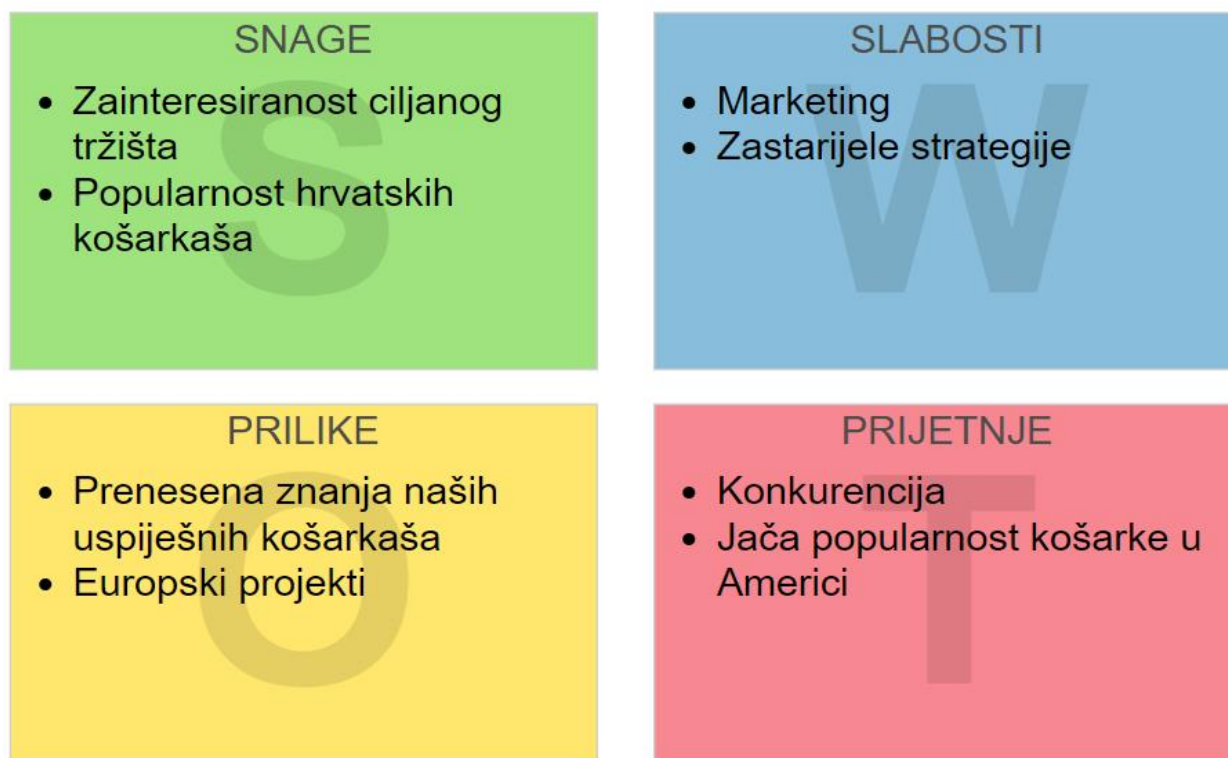 SNAGE
S
• Zainteresiranost ciljanog
tržišta
• Popularnost hrvatskih
košarkaša
SLABOSTI
W
• Marketing
• Zastarijele strategije
PRILIKE
O
• Prenesena znanja naših
uspiješnih košarkaša
• Europski projekti
PRIJETNJE
T
• Konkurencija
• Jača popularnost košarke u
Americi